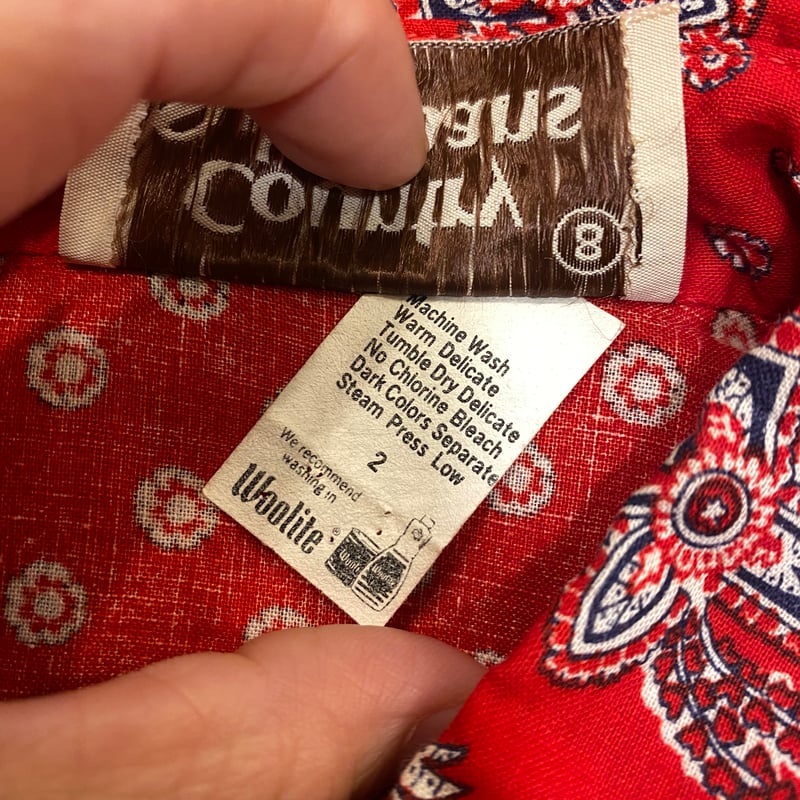 Country
8
Machine Wash
Warm Delicate
Tumble Dry Delicate
No Chlorine Bleach
Dark Colors Separate
Steam Press Low
2
We recommend
washing in
Woolite®